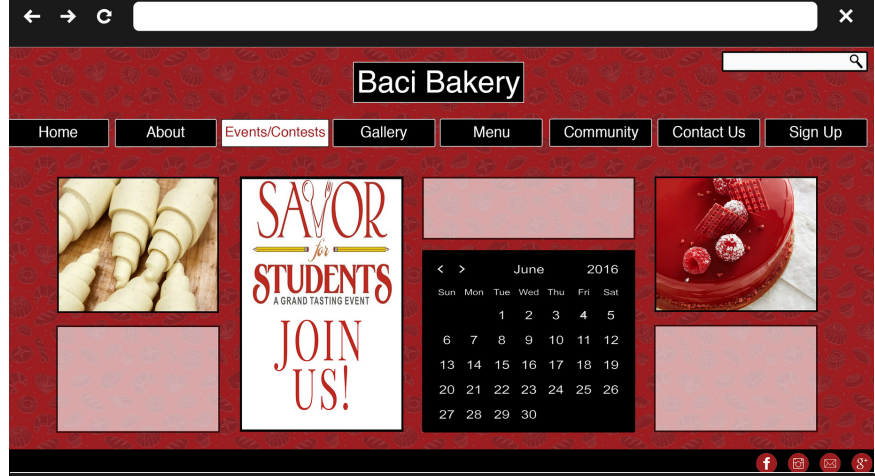 Baci Bakery
Home About Events/Contests Gallery Menu Community Contact Us Sign Up
SAVOR
for
STUDENTS
A GRAND TASTING EVENT
JOIN
US!
< > June 2016
Sun Mon Tue Wed Thu Fri Sat
1 2 3 4 5
6 7 8 9 10 11 12
13 14 15 16 17 18 19
20 21 22 23 24 25 26
27 28 29 30
f g+